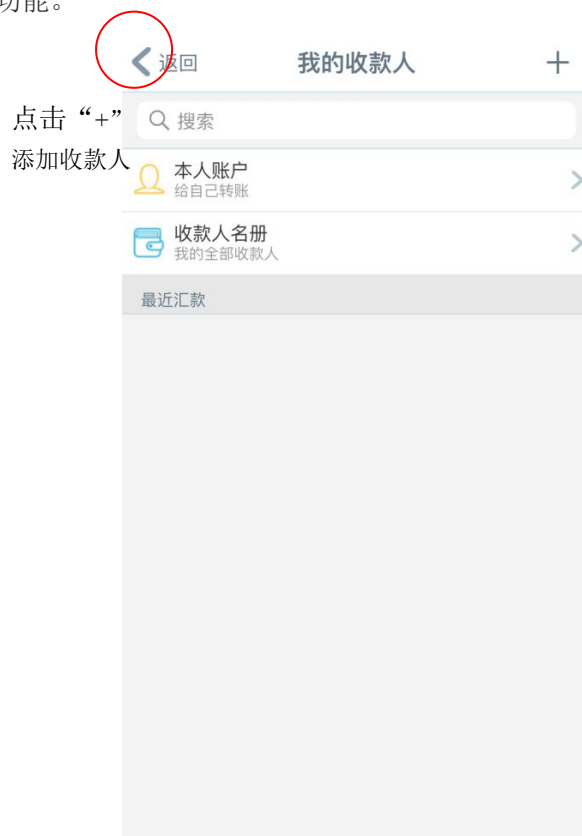 功能。
返回 我的收款人 +
点击“+”
添加收款人
搜索
本人账户
给自己转账
收款人名册
我的全部收款人
最近汇款